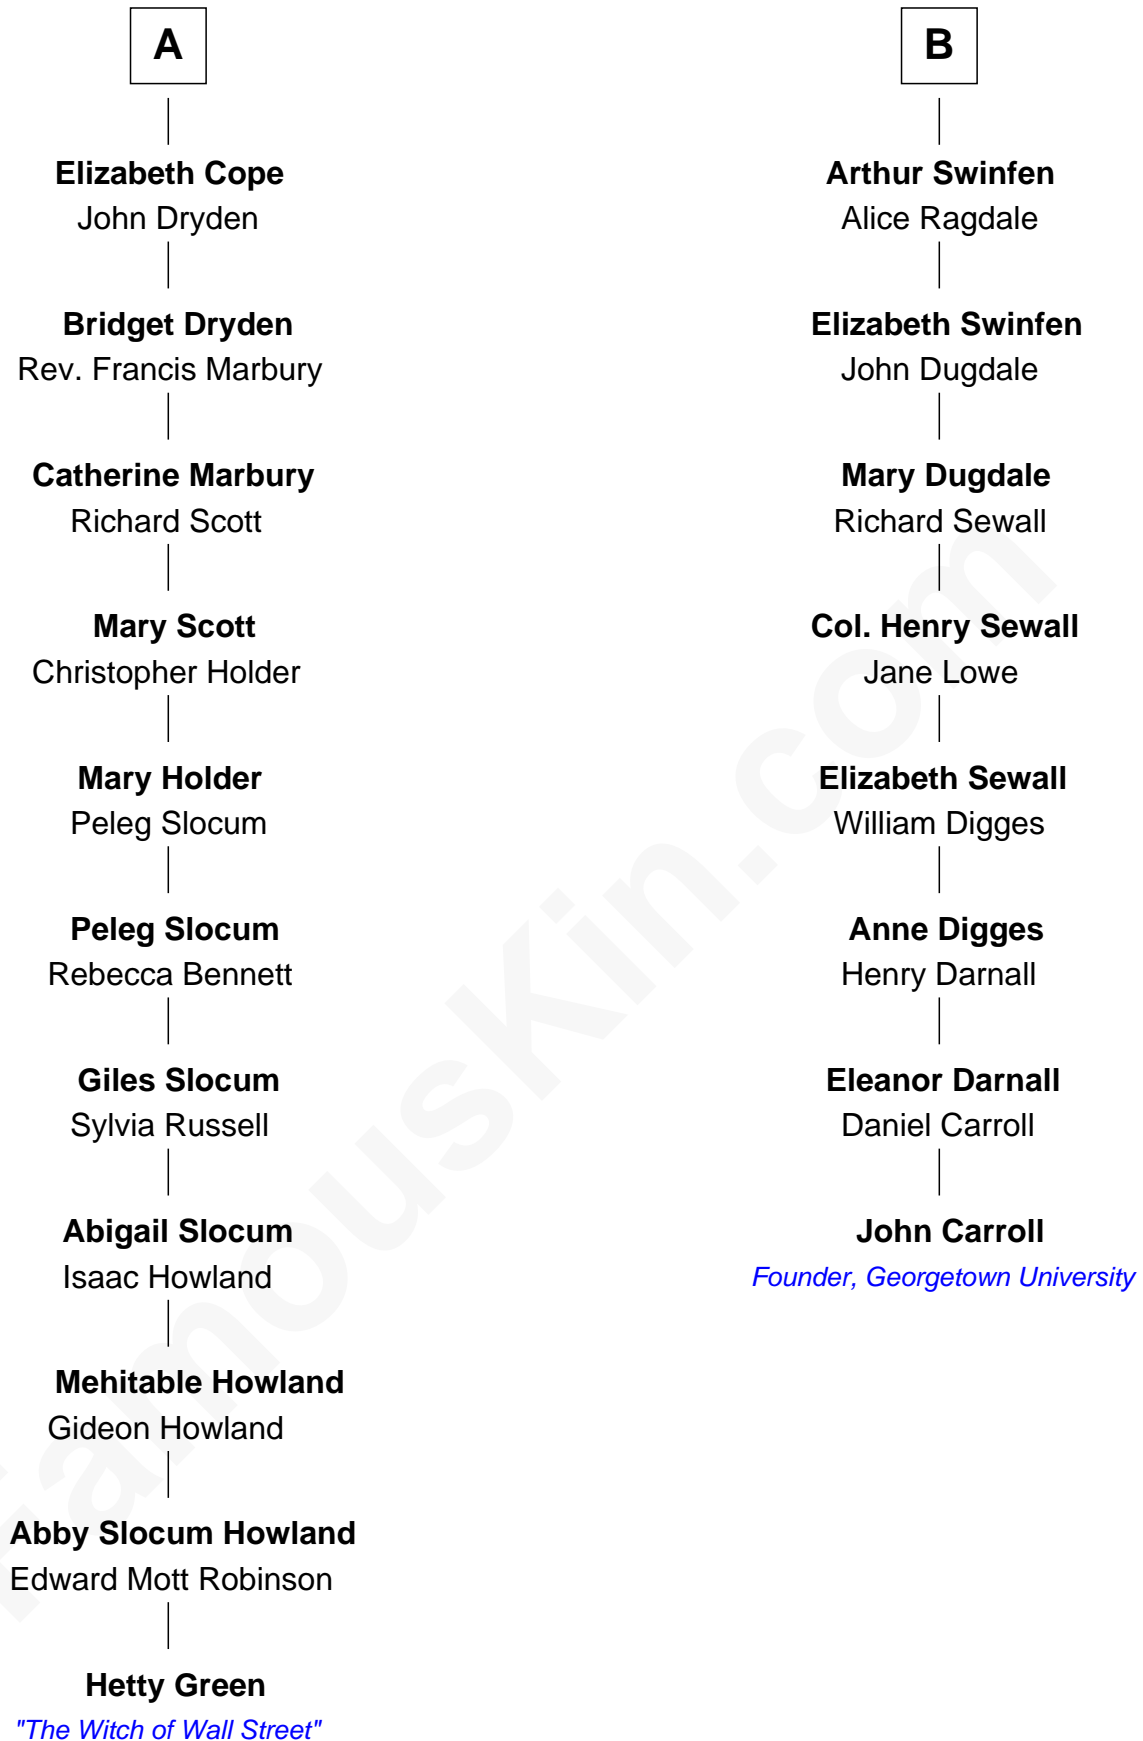 A
Elizabeth Cope
John Dryden
Bridget Dryden
Rev. Francis Marbury
Catherine Marbury
Richard Scott
Mary Scott
Christopher Holder
Mary Holder
Peleg Slocum
Peleg Slocum
Rebecca Bennett
Giles Slocum
Sylvia Russell
Abigail Slocum
Isaac Howland
Mehitable Howland
Gideon Howland
Abby Slocum Howland
Edward Mott Robinson
Hetty Green
"The Witch of Wall Street"
B
Arthur Swinfen
Alice Ragdale
Elizabeth Swinfen
John Dugdale
Mary Dugdale
Richard Sewall
Col. Henry Sewall
Jane Lowe
Elizabeth Sewall
William Digges
Anne Digges
Henry Darnall
Eleanor Darnall
Daniel Carroll
John Carroll
Founder, Georgetown University
FamousKin.com